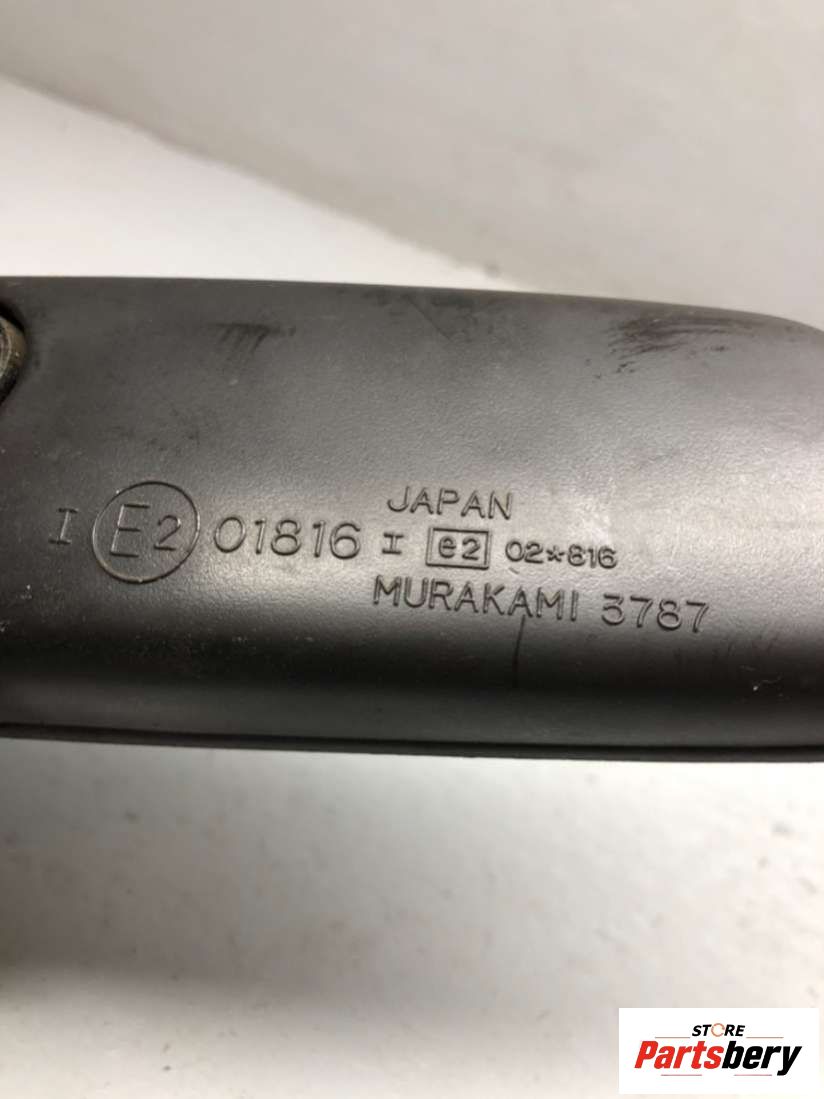 JAPAN
I E2 01816 I e2 02*816
MURAKAMI 3787
STORE
Partsbery